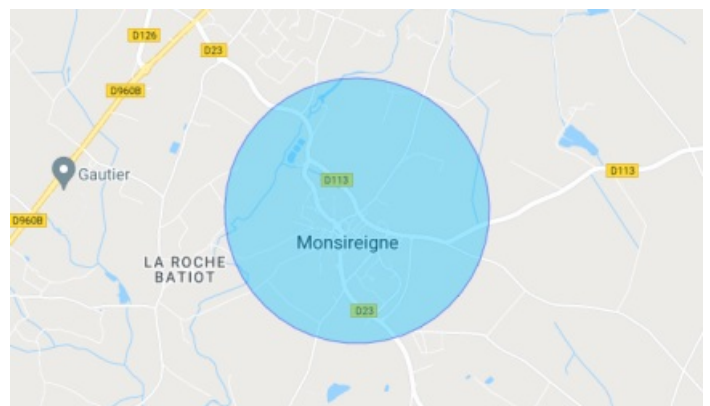 D126
D23
D960B
D113
D113
Gautier
D960B
Monsireigne
LA ROCHE
BATIOT
D23